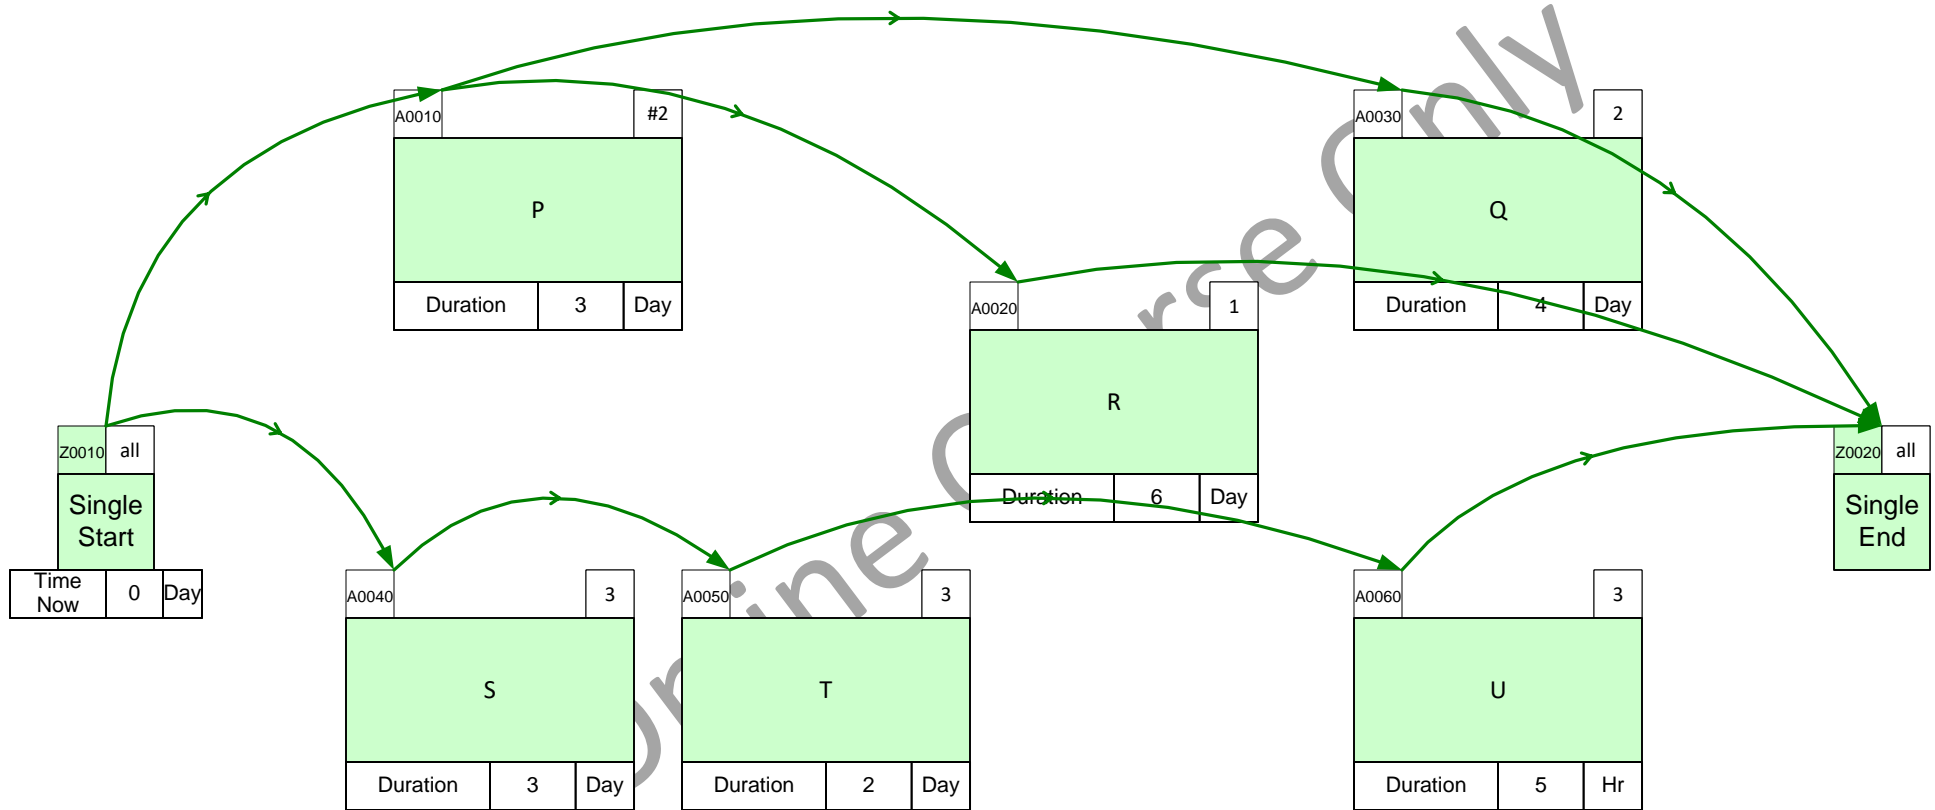 A0010
#2
P
Duration 3 Day
A0030
2
Q
Duration 4 Day
A0020
1
R
Duration 6 Day
Z0010
all
Single
Start
Time
Now
0
Day
Z0020
all
Single
End
A0040
3
S
Duration 3 Day
A0050
3
T
Duration 2 Day
A0060
3
U
Duration 5 Hr
Only